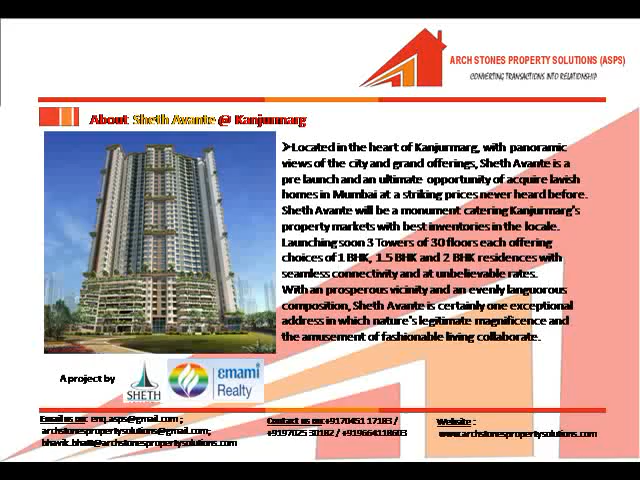 ARCH STONES PROPERTY SOLUTIONS (ASPS)
CONVERTING TRANSACTIONS INTO RELATIONSHIP
About Sheth Avante @ Kanjurmarg
➢Located in the heart of Kanjurmarg, with panoramic
views of the city and grand offerings, Sheth Avante is a
pre launch and an ultimate opportunity of acquire lavish
homes in Mumbai at a striking prices never heard before.
Sheth Avante will be a monument catering Kanjurmarg's
property markets with best inventories in the locale.
Launching soon 3 Towers of 30 floors each offering
choices of 1 BHK, 1.5 BHK and 2 BHK residences with
seamless connectivity and at unbelievable rates.
With an prosperous vicinity and an evenly languorous
composition, Sheth Avante is certainly one exceptional
address in which nature's legitimate magnificence and
the amusement of fashionable living collaborate.
A project by
SHETH
emami
Realty
Email us on: enq.asps@gmail.com ;
archstonespropertysolutions@gmail.com;
bhavik.bhatt@archstonespropertysolutions.com
Contact us on:+917045117183 /
+919702530182 / +919664118603
Website :
www.archstonespropertysolutions.com